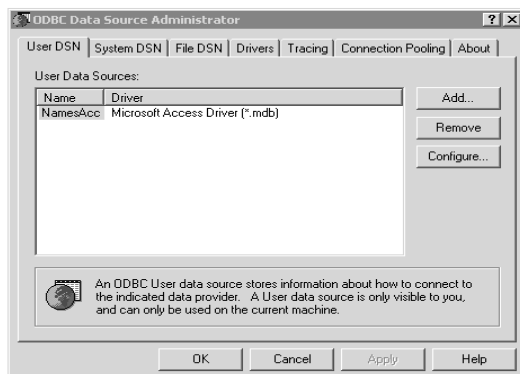 ODBC Data Source Administrator
User DSN System DSN File DSN Drivers Tracing Connection Pooling About
User Data Sources:
Name Driver
NamesAcc Microsoft Access Driver (*.mdb)
Add...
Remove
Configure...
An ODBC User data source stores information about how to connect to
the indicated data provider. A User data source is only visible to you,
and can only be used on the current machine.
OK Cancel Apply Help